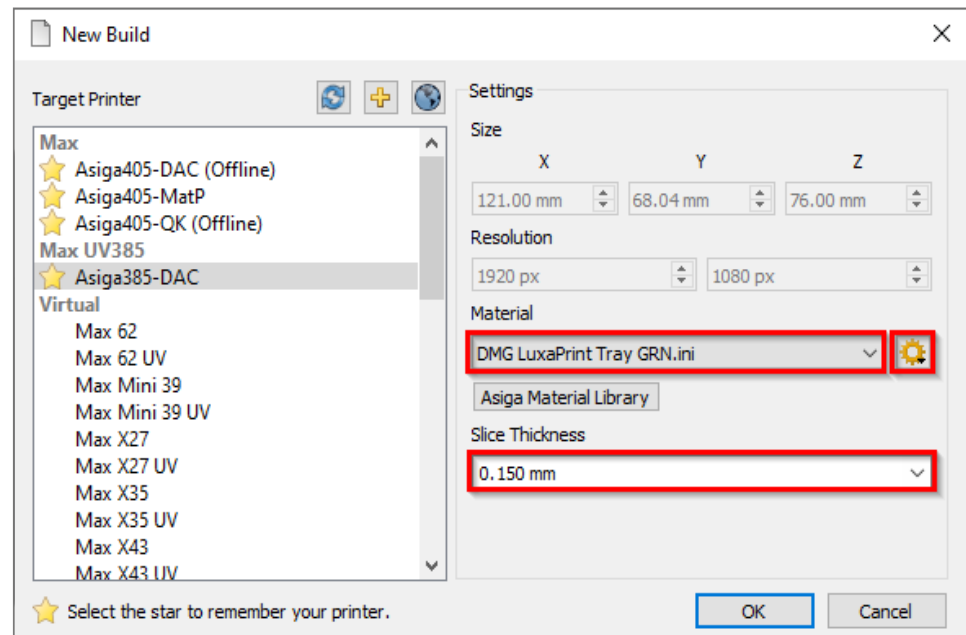 New Build
Target Printer
Max
Asiga405-DAC (Offline)
Asiga405-MatP
Asiga405-QK (Offline)
Max UV385
Asiga385-DAC
Virtual
Max 62
Max 62 UV
Max Mini 39
Max Mini 39 UV
Max X27
Max X27 UV
Max X35
Max X35 UV
Max X43
Max X43 UV
Select the star to remember your printer.
Settings
Size
X Y Z
121.00 mm 68.04 mm 76.00 mm
Resolution
1920 px 1080 px
Material
DMG LuxaPrint Tray GRN.ini
Asiga Material Library
Slice Thickness
0.150 mm
OK Cancel